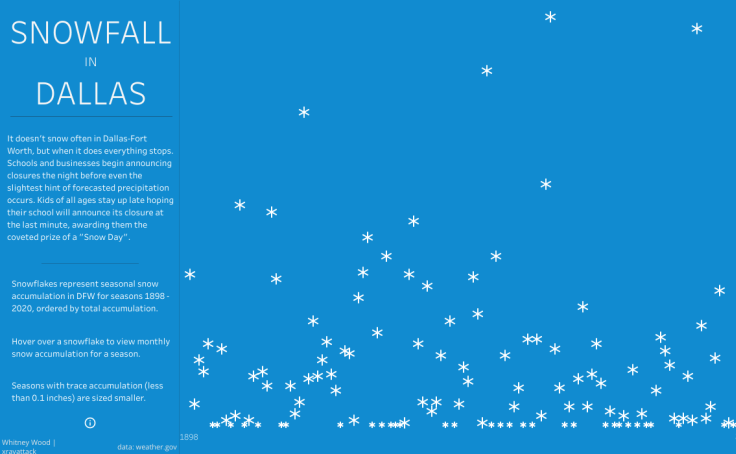 SNOWFALL
IN
DALLAS
It doesn't snow often in Dallas-Fort
Worth, but when it does everything stops.
Schools and businesses begin announcing
closures the night before even the
slightest hint of forecasted precipitation
occurs. Kids of all ages stay up late hoping
their school will announce its closure at
the last minute, awarding them the
coveted prize of a "Snow Day".
Snowflakes represent seasonal snow
accumulation in DFW for seasons 1898 -
2020, ordered by total accumulation.
Hover over a snowflake to view monthly
snow accumulation for a season.
Seasons with trace accumulation (less
than 0.1 inches) are sized smaller.
Whitney Wood |
xravattack
data: weather.gov
1898